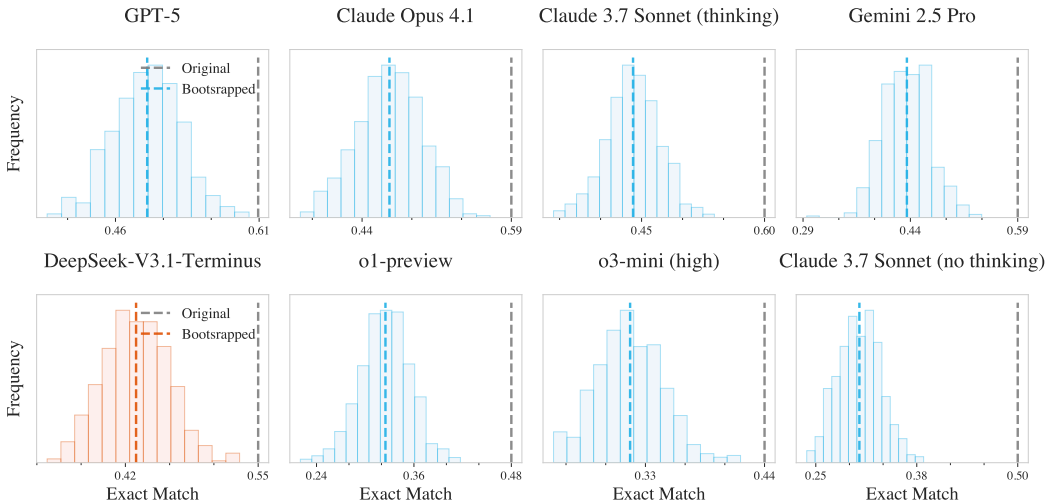 GPT-5
Claude Opus 4.1
Claude 3.7 Sonnet (thinking)
Gemini 2.5 Pro
Frequency
Original
Bootsrapped
0.46
0.61
0.44
0.59
0.45
0.60
0.29
0.44
0.59
DeepSeek-V3.1-Terminus
o1-preview
o3-mini (high)
Claude 3.7 Sonnet (no thinking)
Frequency
Original
Bootsrapped
0.42
0.55
0.24
0.36
0.48
0.33
0.44
0.25
0.38
0.50
Exact Match
Exact Match
Exact Match
Exact Match